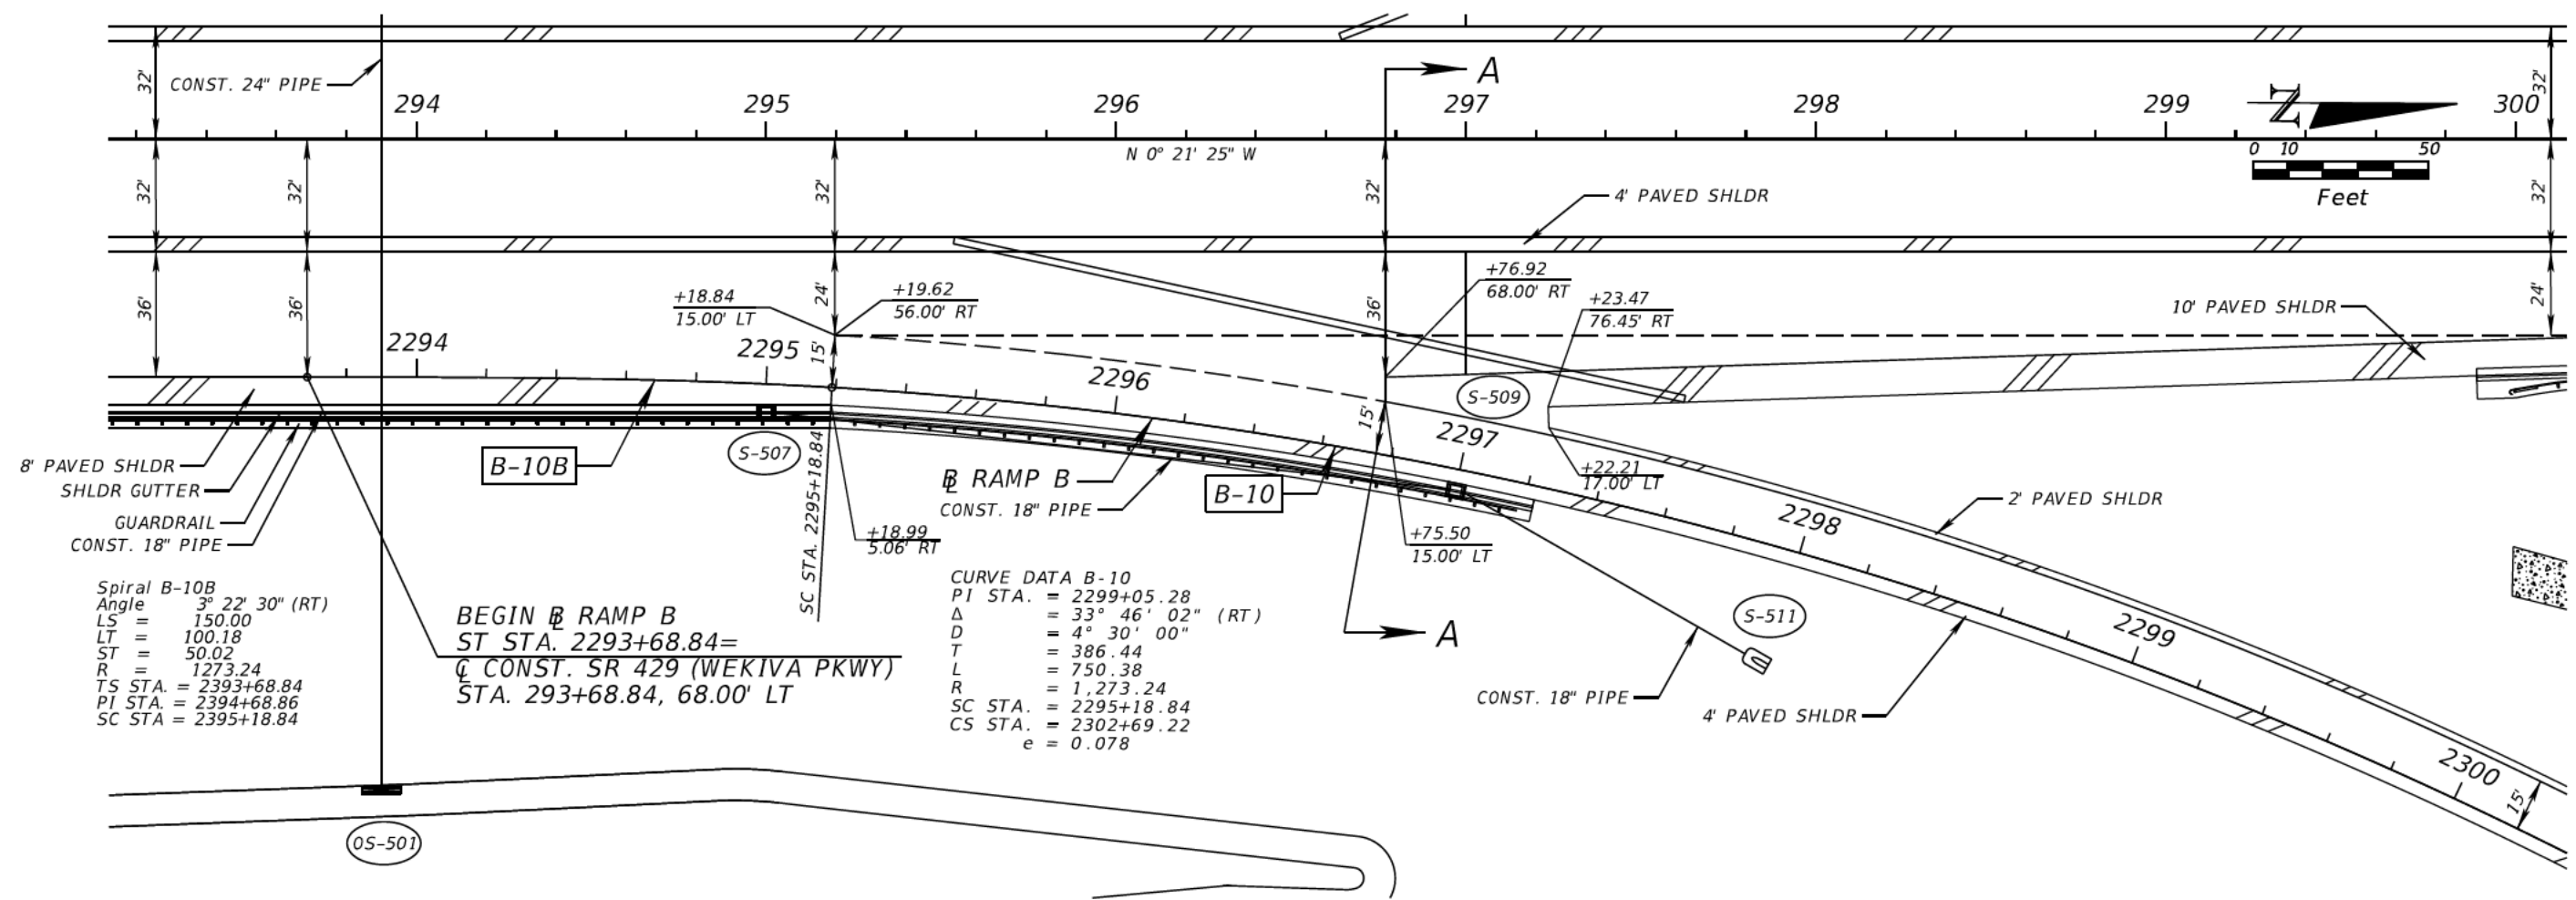 32'
CONST. 24" PIPE
294
295
296
297
298
299
300
A
N
32'
N 0° 21' 25" W
0 10 50
Feet
32'
32'
32'
32'
32'
4' PAVED SHLDR
36'
36'
24'
36'
24'
+18.84
15.00' LT
+19.62
56.00' RT
+76.92
68.00' RT
+23.47
76.45' RT
10' PAVED SHLDR
2294
2295
2296
2297
2298
2299
2300
15'
15'
15'
S-509
S-507
8' PAVED SHLDR
SHLDR GUTTER
GUARDRAIL
CONST. 18" PIPE
B-10B
SC STA. 2295+18.84
BL RAMP B
CONST. 18" PIPE
B-10
+22.21
17.00' LT
2' PAVED SHLDR
+18.99
5.06' RT
+75.50
15.00' LT
Spiral B-10B
Angle 3° 22' 30" (RT)
LS = 150.00
LT = 100.18
ST = 50.02
R = 1273.24
TS STA. = 2393+68.84
PI STA. = 2394+68.86
SC STA = 2395+18.84
BEGIN BL RAMP B
ST STA. 2293+68.84=
CL CONST. SR 429 (WEKIVA PKWY)
STA. 293+68.84, 68.00' LT
CURVE DATA B-10
PI STA. = 2299+05.28
Δ = 33° 46' 02" (RT)
D = 4° 30' 00"
T = 386.44
L = 750.38
R = 1,273.24
SC STA. = 2295+18.84
CS STA. = 2302+69.22
e = 0.078
A
S-511
CONST. 18" PIPE
4' PAVED SHLDR
OS-501